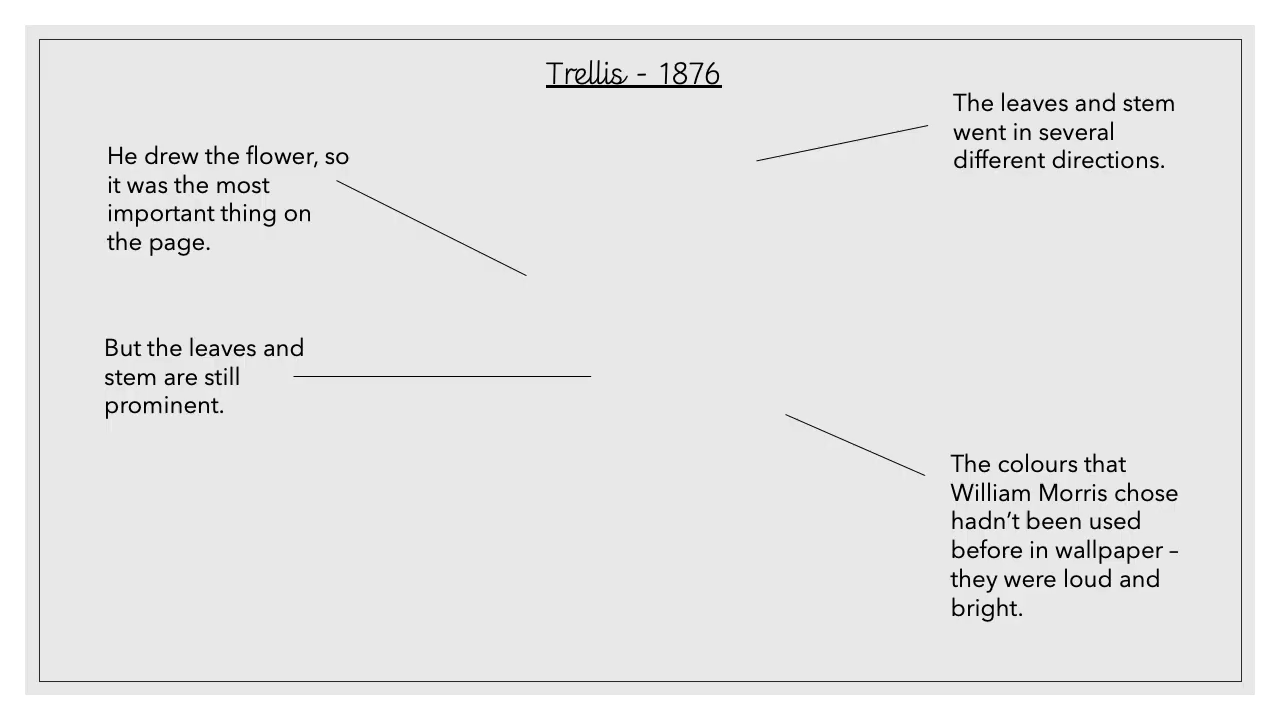 Trellis - 1876
He drew the flower, so
it was the most
important thing on
the page.
But the leaves and
stem are still
prominent.
The leaves and stem
went in several
different directions.
The colours that
William Morris chose
hadn’t been used
before in wallpaper –
they were loud and
bright.